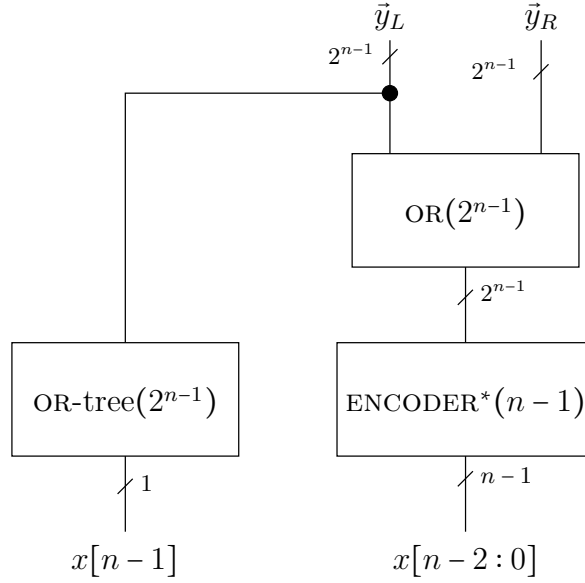 $\vec{y}_L$ $\vec{y}_R$
$2^{n-1}$ $2^{n-1}$
OR($2^{n-1}$)
$2^{n-1}$
OR-tree($2^{n-1}$) ENCODER$^*$($n-1$)
1 $n-1$
$x[n-1]$ $x[n-2:0]$